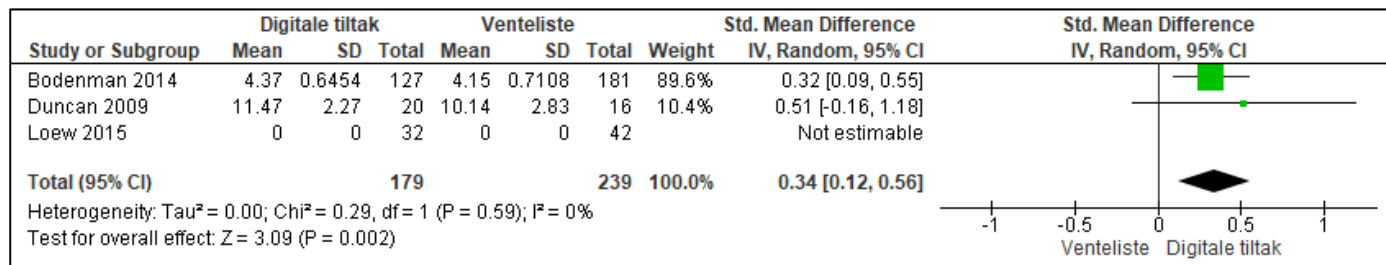 Digitale tiltak Venteliste Std. Mean Difference Std. Mean Difference
Study or Subgroup Mean SD Total Mean SD Total Weight IV, Random, 95% CI IV, Random, 95% CI
Bodenman 2014 4.37 0.6454 127 4.15 0.7108 181 89.6% 0.32 [0.09, 0.55]
Duncan 2009 11.47 2.27 20 10.14 2.83 16 10.4% 0.51 [-0.16, 1.18]
Loew 2015 0 0 32 0 0 42 Not estimable
Total (95% CI) 179 239 100.0% 0.34 [0.12, 0.56]
Heterogeneity: Tau² = 0.00; Chi² = 0.29, df = 1 (P = 0.59); I² = 0%
Test for overall effect: Z = 3.09 (P = 0.002)
-1 -0.5 0 0.5 1
Venteliste Digitale tiltak